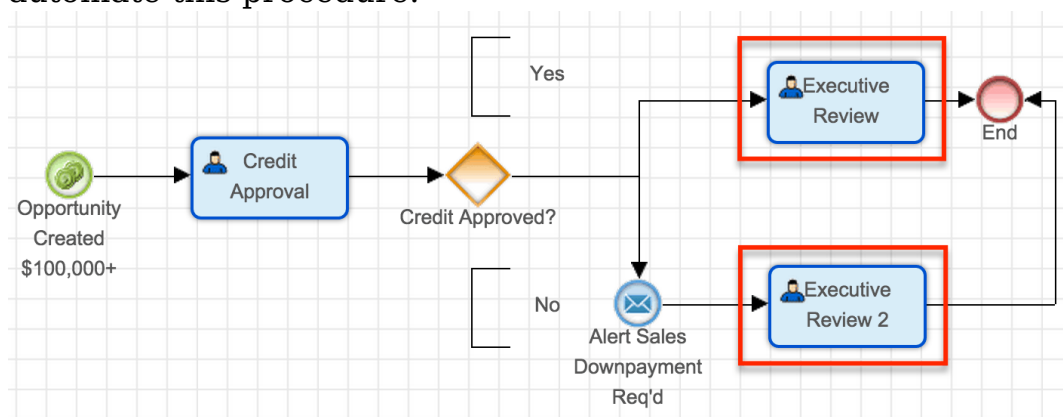 automate this procedure.
Yes
Executive
Review
End
Credit
Approval
Opportunity
Created
$100,000+
Credit Approved?
No
Alert Sales
Downpayment
Req'd
Executive
Review 2